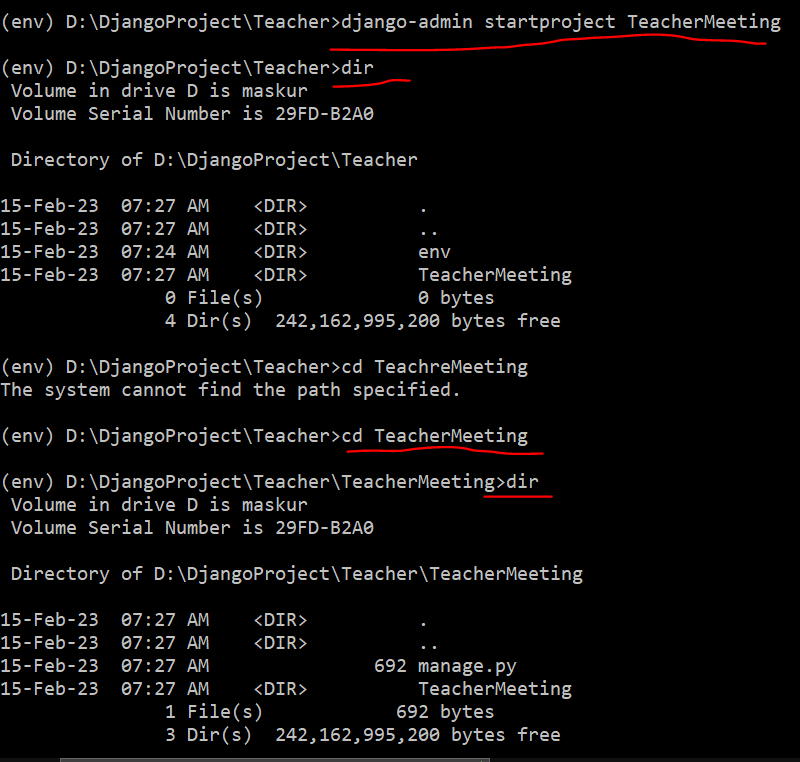 (env) D:\DjangoProject\Teacher>django-admin startproject TeacherMeeting
(env) D:\DjangoProject\Teacher>dir
 Volume in drive D is maskur
 Volume Serial Number is 29FD-B2A0
 Directory of D:\DjangoProject\Teacher
15-Feb-23  07:27 AM    <DIR>          .
15-Feb-23  07:27 AM    <DIR>          ..
15-Feb-23  07:24 AM    <DIR>          env
15-Feb-23  07:27 AM    <DIR>          TeacherMeeting
               0 File(s)              0 bytes
               4 Dir(s)  242,162,995,200 bytes free
(env) D:\DjangoProject\Teacher>cd TeachreMeeting
The system cannot find the path specified.
(env) D:\DjangoProject\Teacher>cd TeacherMeeting
(env) D:\DjangoProject\Teacher\TeacherMeeting>dir
 Volume in drive D is maskur
 Volume Serial Number is 29FD-B2A0
 Directory of D:\DjangoProject\Teacher\TeacherMeeting
15-Feb-23  07:27 AM    <DIR>          .
15-Feb-23  07:27 AM    <DIR>          ..
15-Feb-23  07:27 AM               692 manage.py
15-Feb-23  07:27 AM    <DIR>          TeacherMeeting
               1 File(s)            692 bytes
               3 Dir(s)  242,162,995,200 bytes free